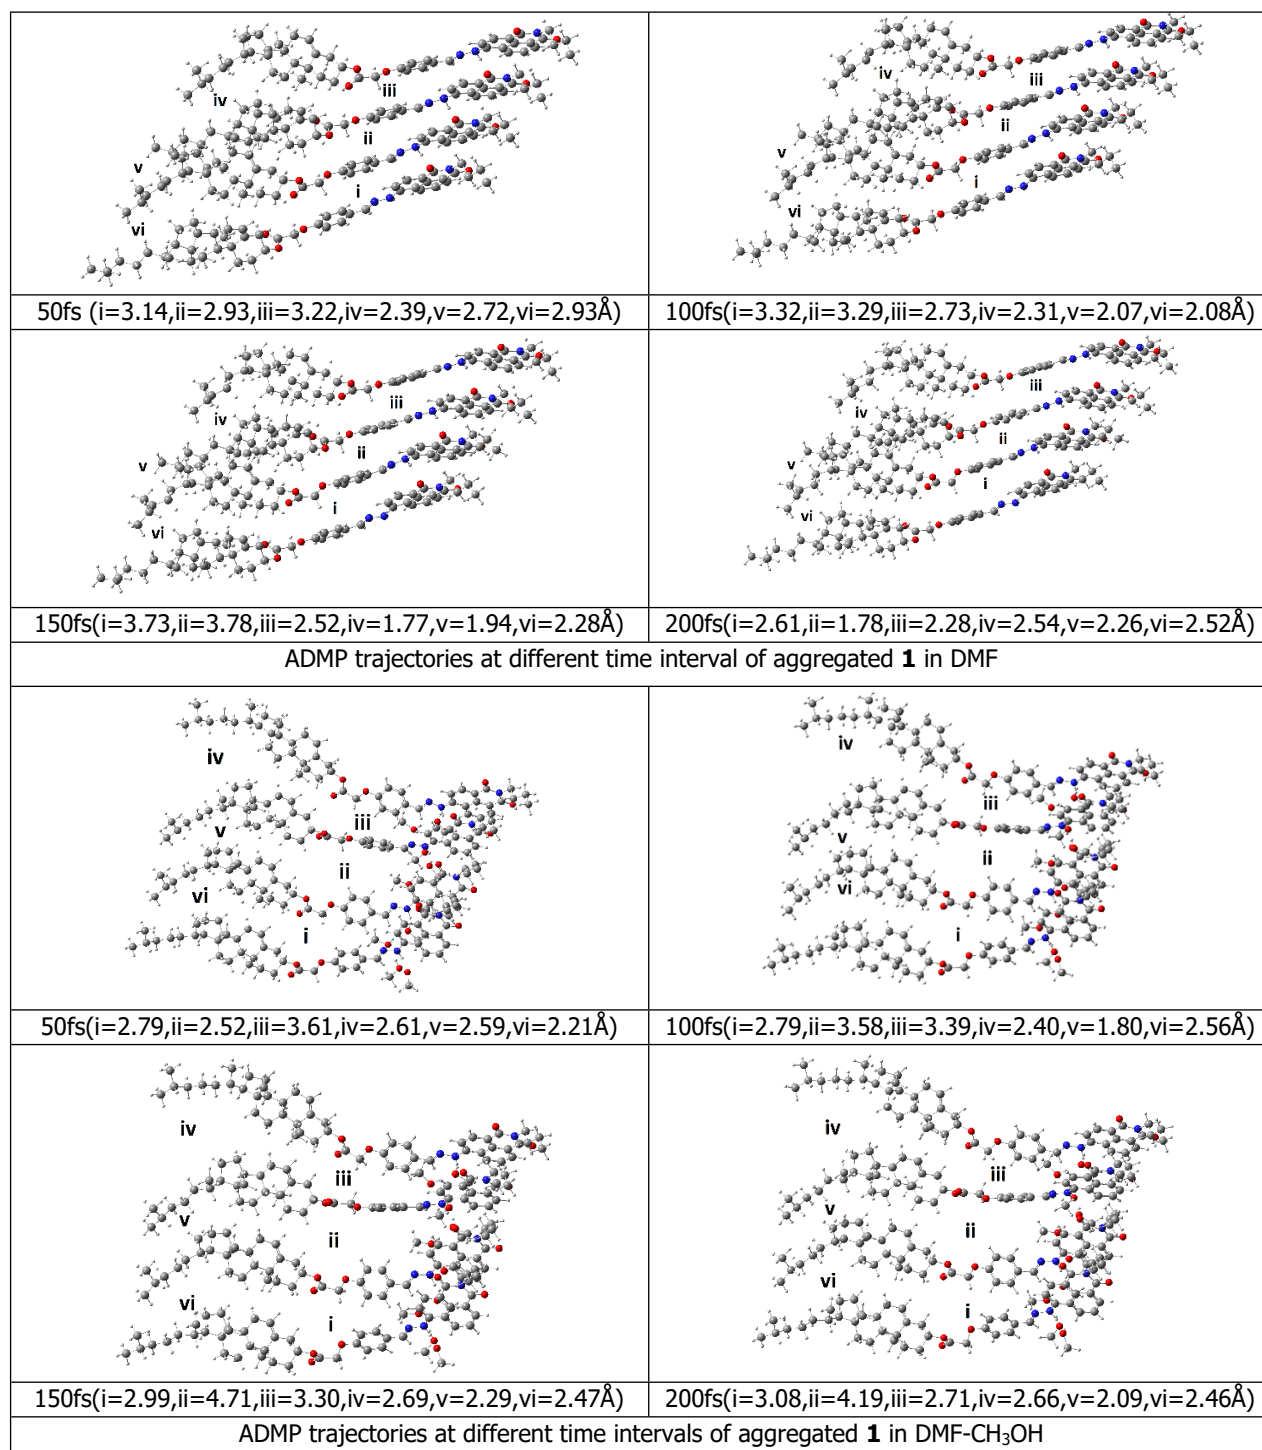 iii
iv
ii
v
i
vi
iii
iv
ii
v
i
vi
50fs (i=3.14,ii=2.93,iii=3.22,iv=2.39,v=2.72,vi=2.93Å)
100fs(i=3.32,ii=3.29,iii=2.73,iv=2.31,v=2.07,vi=2.08Å)
iii
iv
ii
v
i
vi
iii
iv
ii
v
i
vi
150fs(i=3.73,ii=3.78,iii=2.52,iv=1.77,v=1.94,vi=2.28Å)
200fs(i=2.61,ii=1.78,iii=2.28,iv=2.54,v=2.26,vi=2.52Å)
ADMP trajectories at different time interval of aggregated 1 in DMF
iv
iii
v
ii
vi
i
iv
iii
v
ii
vi
i
50fs(i=2.79,ii=2.52,iii=3.61,iv=2.61,v=2.59,vi=2.21Å)
100fs(i=2.79,ii=3.58,iii=3.39,iv=2.40,v=1.80,vi=2.56Å)
iv
iii
v
ii
vi
i
iv
iii
v
ii
vi
i
150fs(i=2.99,ii=4.71,iii=3.30,iv=2.69,v=2.29,vi=2.47Å)
200fs(i=3.08,ii=4.19,iii=2.71,iv=2.66,v=2.09,vi=2.46Å)
ADMP trajectories at different time intervals of aggregated 1 in DMF-CH₃OH